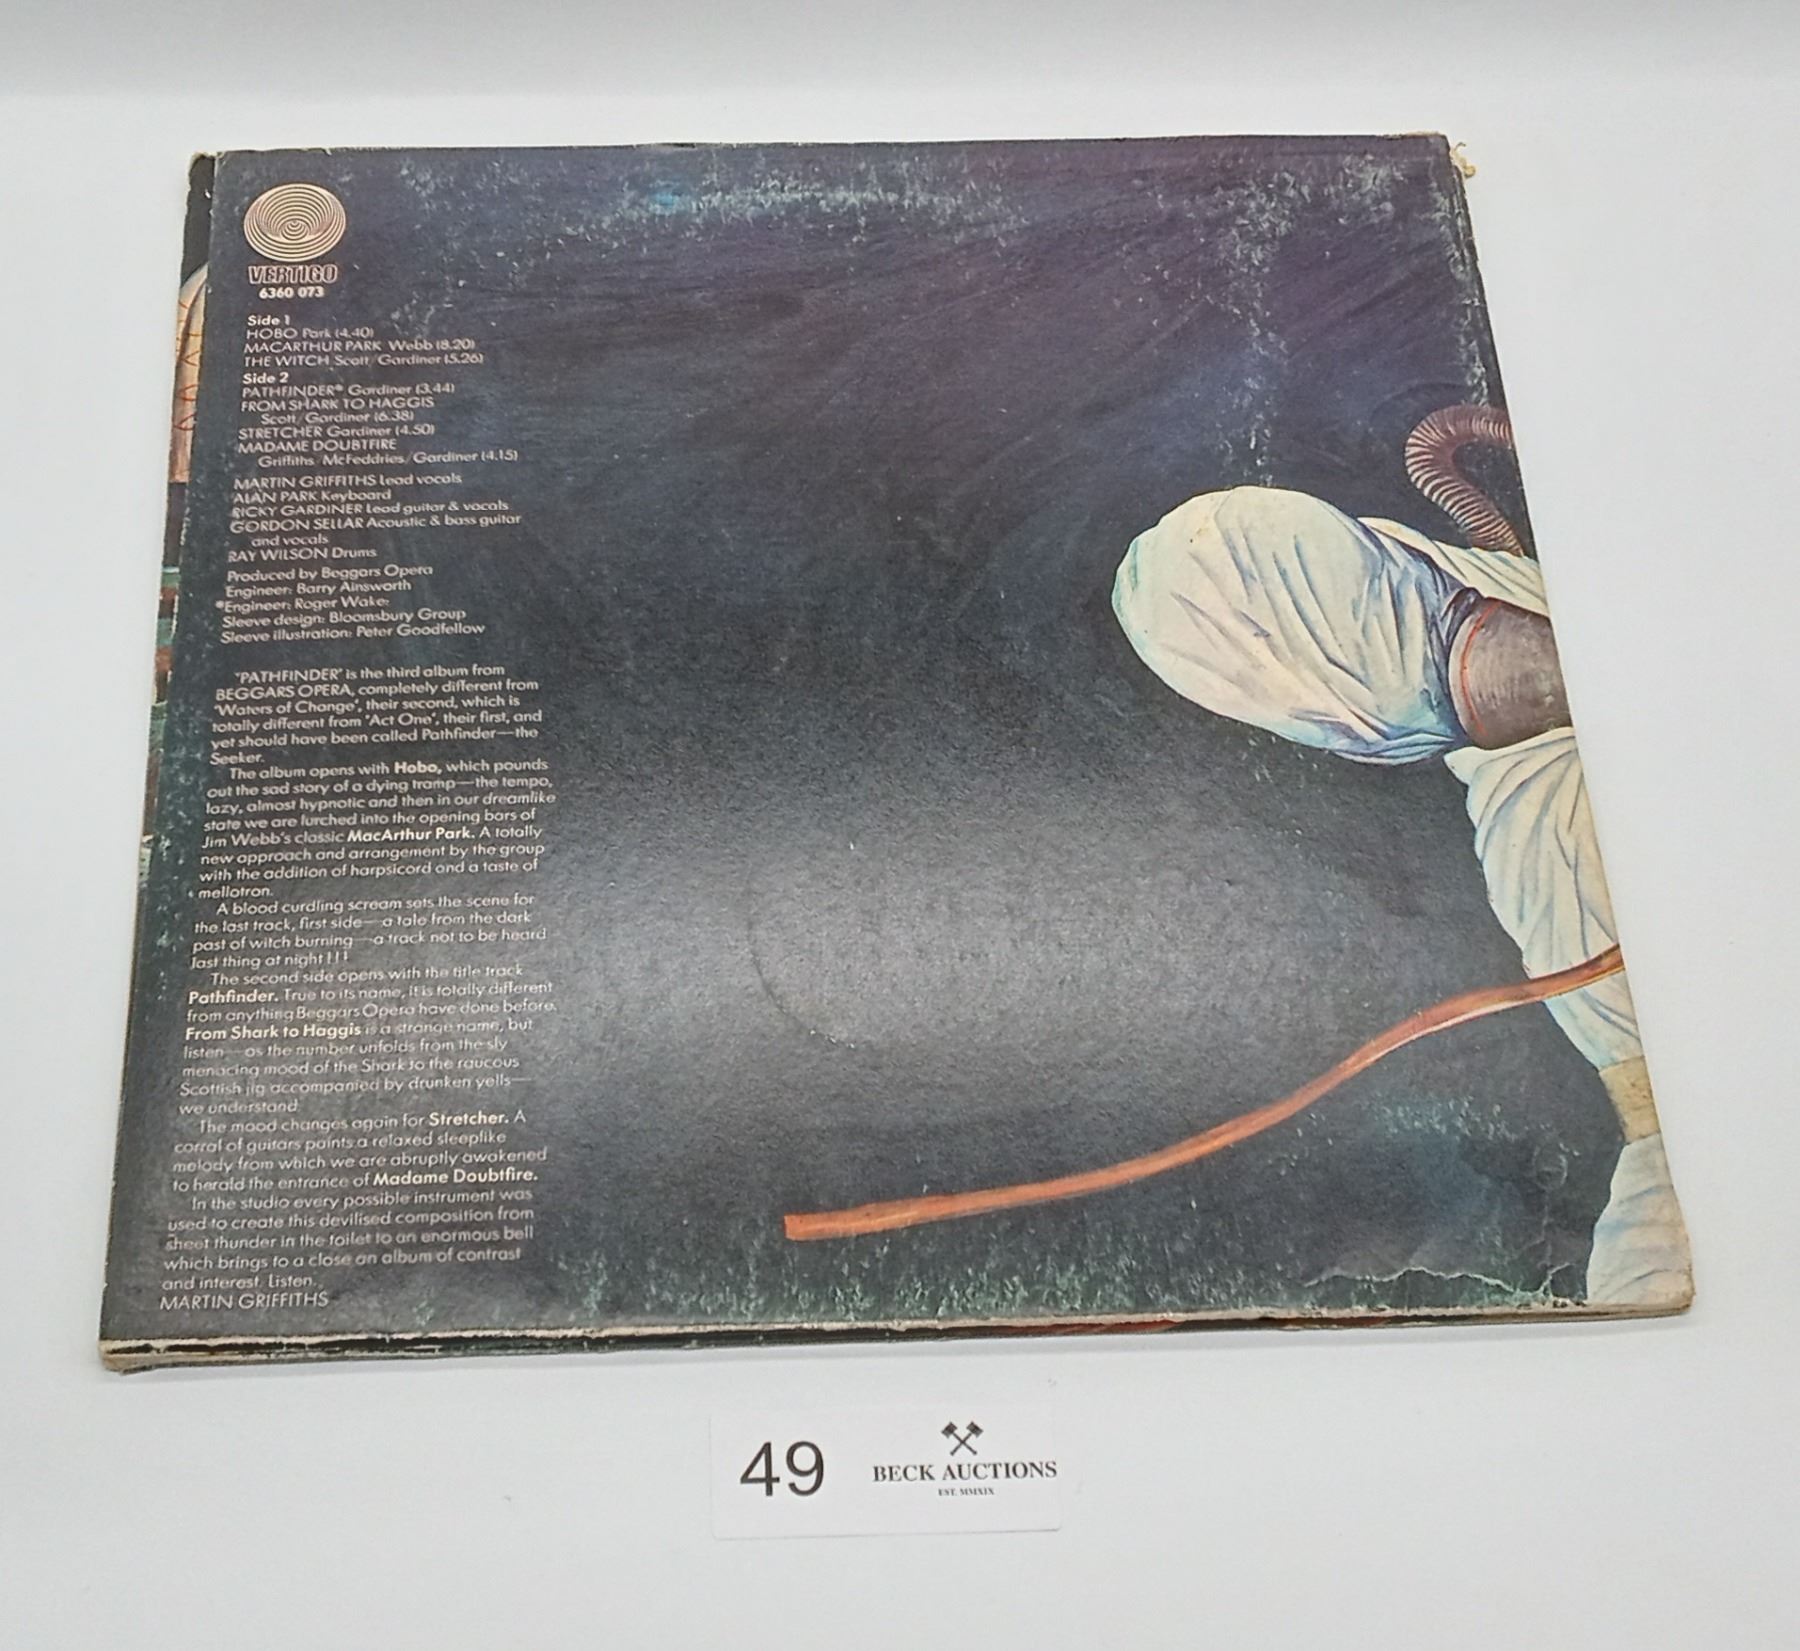 VERTIGO
6360 073
Side 1
HOBO Park (4.40)
MACARTHUR PARK Webb (8.20)
THE WITCH Scott/Gardiner (5.26)
Side 2
PATHFINDER* Gardiner (3.44)
FROM SHARK TO HAGGIS
Scott/Gardiner (6.38)
STRETCHER Gardiner (4.50)
MADAME DOUBTFIRE
Griffiths/McFeddries/Gardiner (4.15)
MARTIN GRIFFITHS Lead vocals
ALAN PARK Keyboard
RICKY GARDINER Lead guitar & vocals
GORDON SELLAR Acoustic & bass guitar
and vocals
RAY WILSON Drums
Produced by Beggars Opera
Engineer: Barry Ainsworth
*Engineer: Roger Wake
Sleeve design: Bloomsbury Group
Sleeve illustration: Peter Goodfellow
'PATHFINDER' is the third album from
BEGGARS OPERA, completely different from
'Waters of Change', their second, which is
totally different from 'Act One', their first, and
yet should have been called Pathfinder—the
Seeker.
The album opens with Hobo, which pounds
out the sad story of a dying tramp—the tempo,
lazy, almost hypnotic and then in our dreamlike
state we are lurched into the opening bars of
Jim Webb's classic MacArthur Park. A totally
new approach and arrangement by the group
with the addition of harpsicord and a taste of
mellotron.
A blood curdling scream sets the scene for
the last track, first side—a tale from the dark
past of witch burning—a track not to be heard
last thing at night!!!
The second side opens with the title track
Pathfinder. True to its name, it is totally different
from anything Beggars Opera have done before.
From Shark to Haggis is a strange name, but
listen—as the number unfolds from the sly
menacing mood of the Shark to the raucous
Scottish jig accompanied by drunken yells—
we understand
The mood changes again for Stretcher. A
corral of guitars paints a relaxed sleeplike
melody from which we are abruptly awakened
to herald the entrance of Madame Doubtfire.
In the studio every possible instrument was
used to create this devilised composition from
sheet thunder in the toilet to an enormous bell
which brings to a close an album of contrast
and interest. Listen.
MARTIN GRIFFITHS
49
BECK AUCTIONS
EST. MMXIX